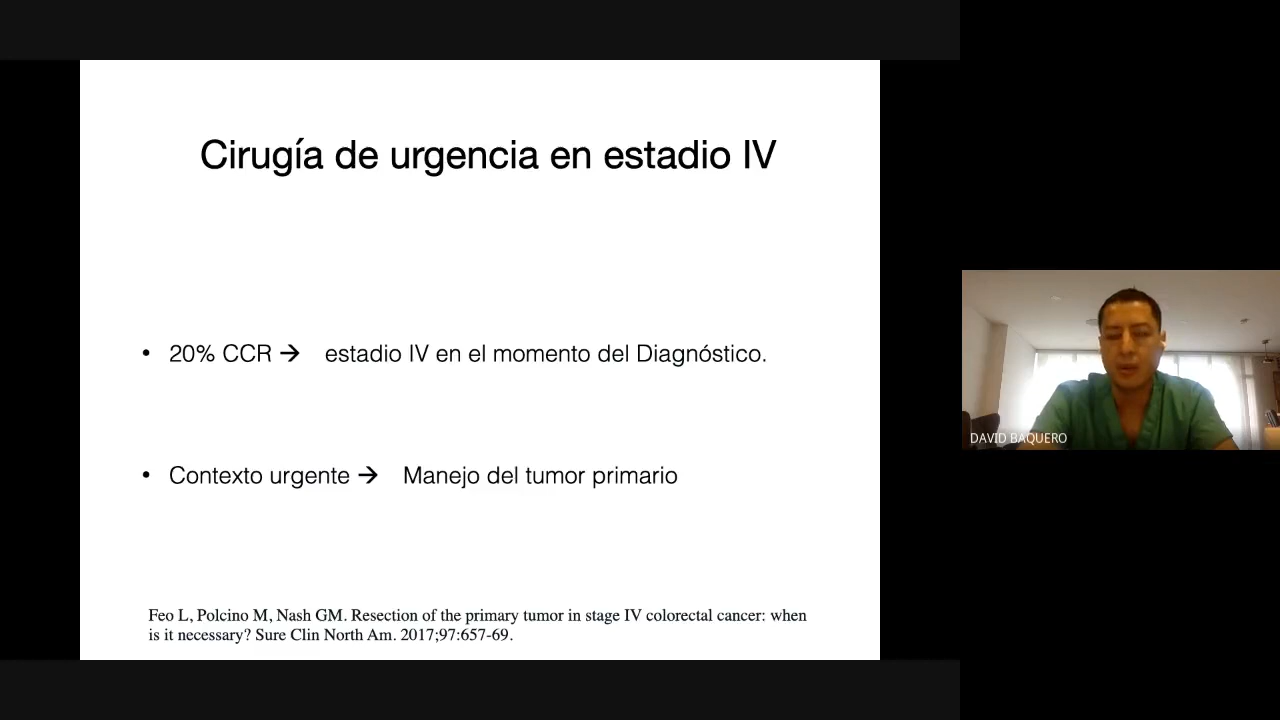 Cirugía de urgencia en estadio IV
• 20% CCR → estadio IV en el momento del Diagnóstico.
• Contexto urgente → Manejo del tumor primario
Feo L, Polcino M, Nash GM. Resection of the primary tumor in stage IV colorectal cancer: when
is it necessary? Sure Clin North Am. 2017;97:657-69.
DAVID BAQUERO